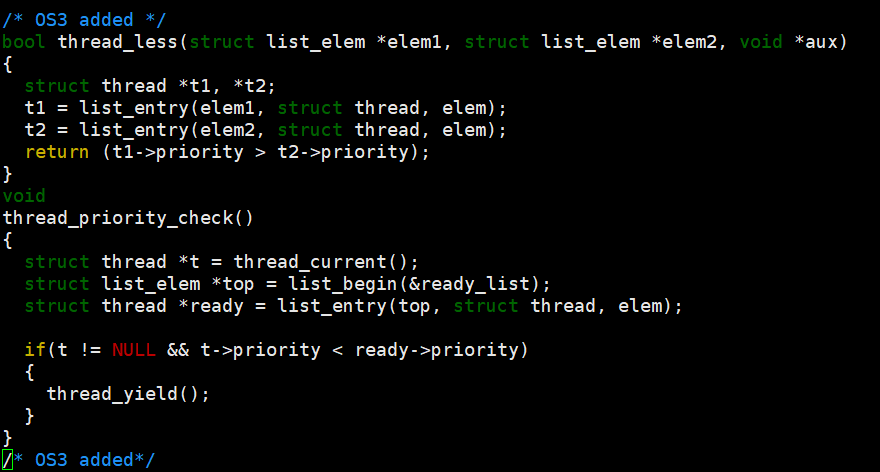 /* OS3 added */
bool thread_less(struct list_elem *elem1, struct list_elem *elem2, void *aux)
{
  struct thread *t1, *t2;
  t1 = list_entry(elem1, struct thread, elem);
  t2 = list_entry(elem2, struct thread, elem);
  return (t1->priority > t2->priority);
}
void
thread_priority_check()
{
  struct thread *t = thread_current();
  struct list_elem *top = list_begin(&ready_list);
  struct thread *ready = list_entry(top, struct thread, elem);

  if(t != NULL && t->priority < ready->priority)
  {
    thread_yield();
  }
}
/* OS3 added*/